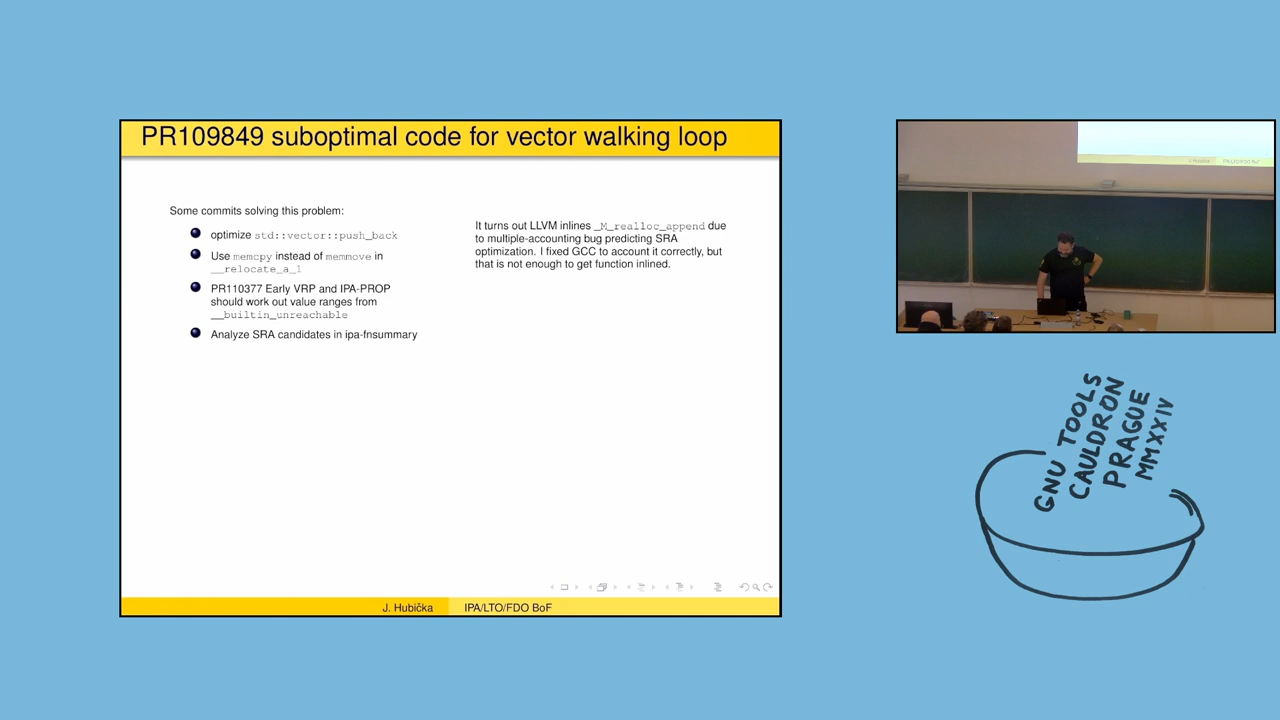 PR109849 suboptimal code for vector walking loop
Some commits solving this problem:
optimize std::vector::push_back
Use memcpy instead of memmove in
__relocate_a_1
PR110377 Early VRP and IPA-PROP
should work out value ranges from
__builtin_unreachable
Analyze SRA candidates in ipa-fnsummary
It turns out LLVM inlines _M_realloc_append due
to multiple-accounting bug predicting SRA
optimization. I fixed GCC to account it correctly, but
that is not enough to get function inlined.
J. Hubička
IPA/LTO/FDO BoF
GNU TOOLS
CAULDRON
PRAGUE
MMXXIV